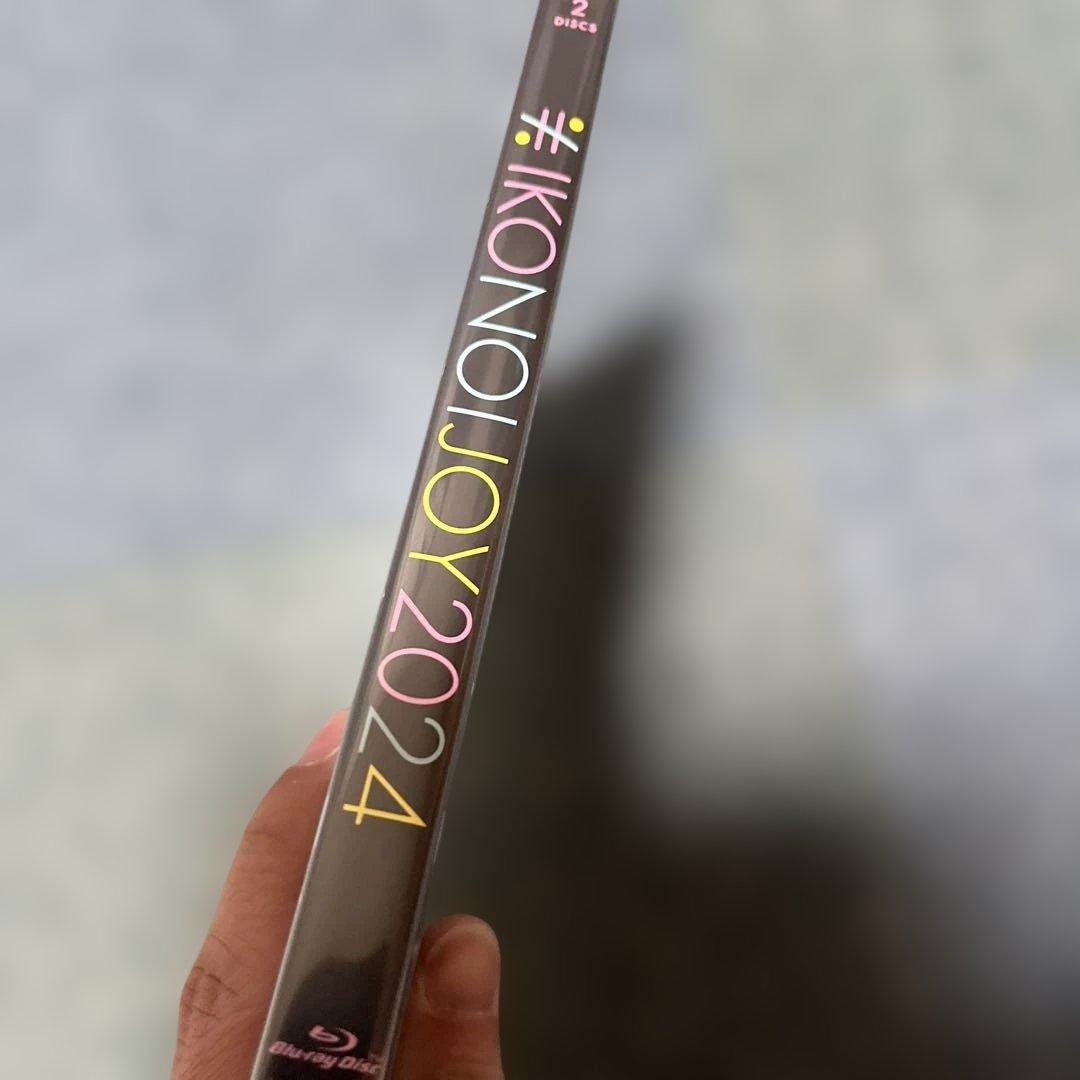 2
DISCS
IKONOIJOY2024
Blu-ray Disc